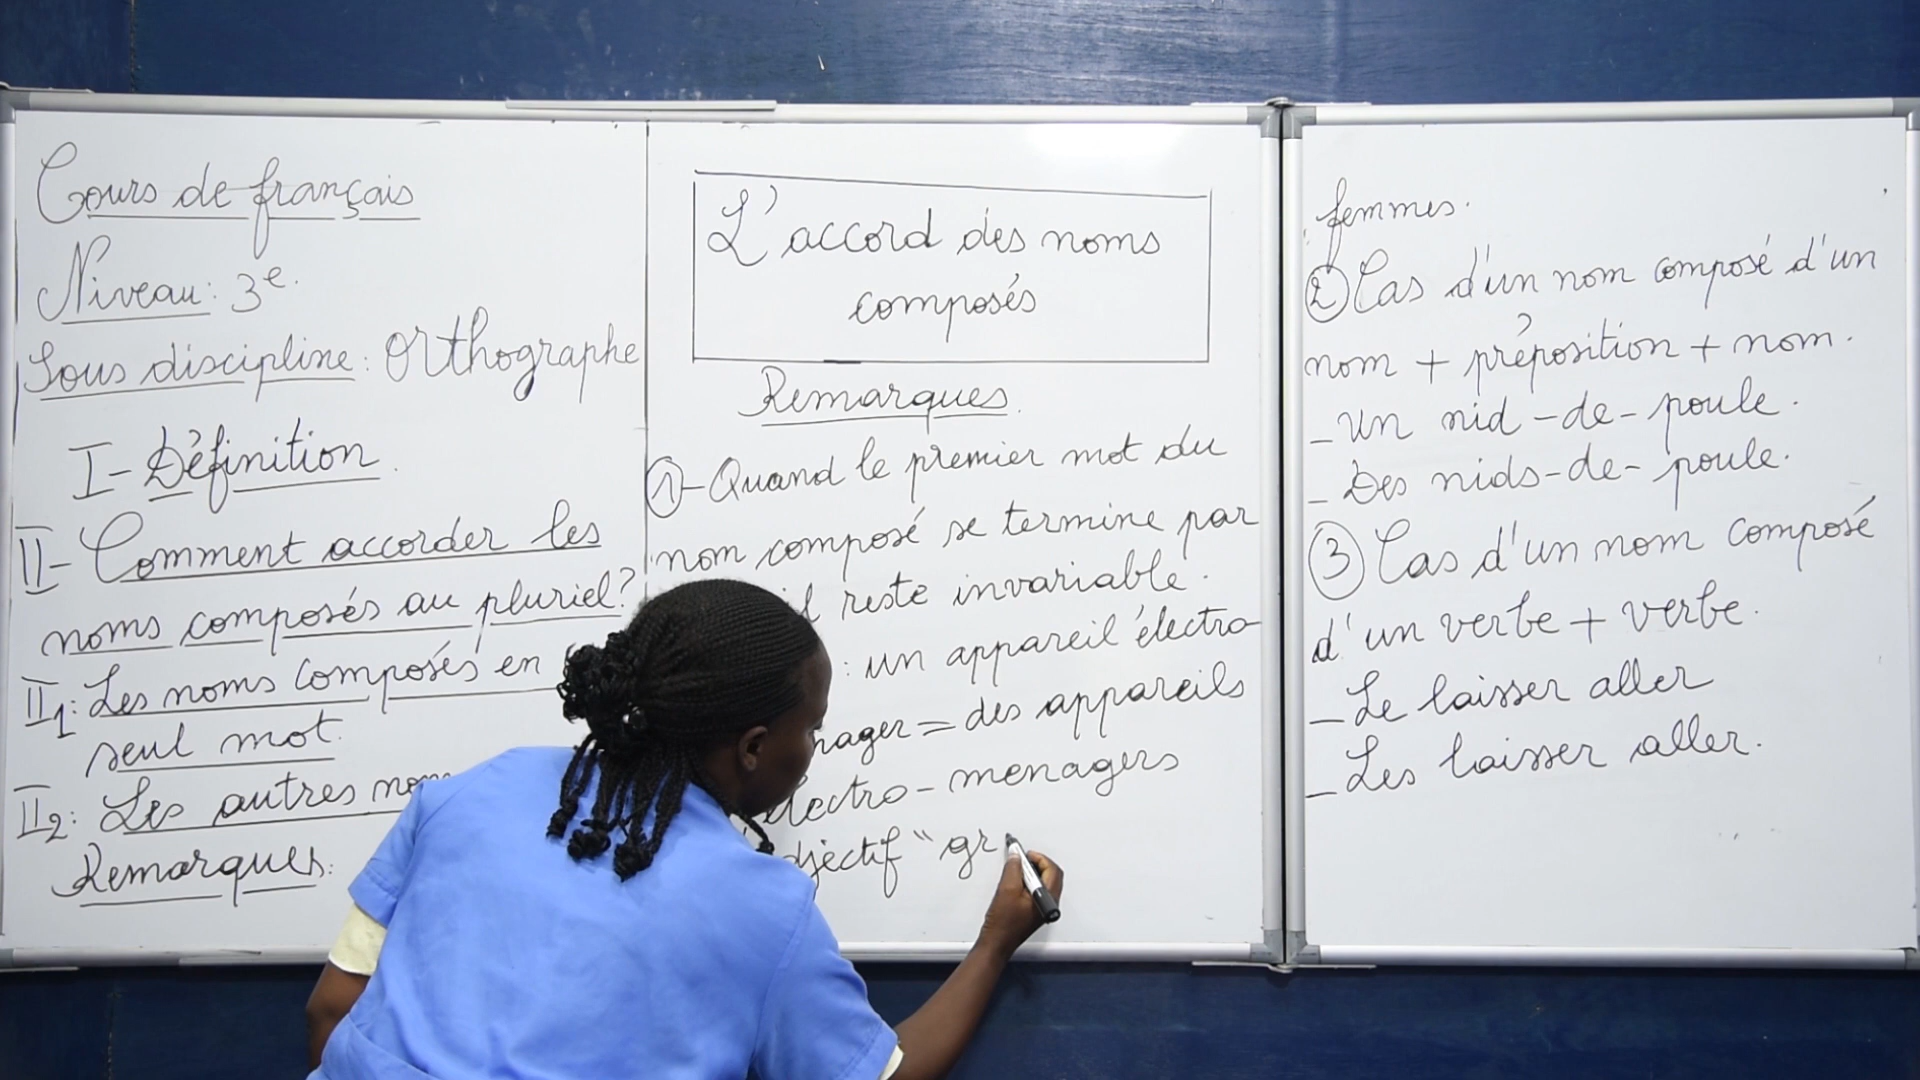 Cours de français
Niveau: 3e.
Sous discipline: Orthographe
I- Définition.
II- Comment accorder les
noms composés au pluriel?
II1: Les noms composés en
seul mot.
II2: Les autres
Remarques:
L'accord des noms
composés
Remarques.
1- Quand le premier mot du
nom composé se termine par
reste invariable.
: un appareil électro-
= des appareils
électro-menagers
"gr
femmes.
2 Cas d'un nom composé d'un
nom + préposition + nom.
- Un nid-de-poule.
- Des nids-de-poule.
3 Cas d'un nom composé
d'un verbe + verbe.
- Le laisser aller
- Les laisser aller.